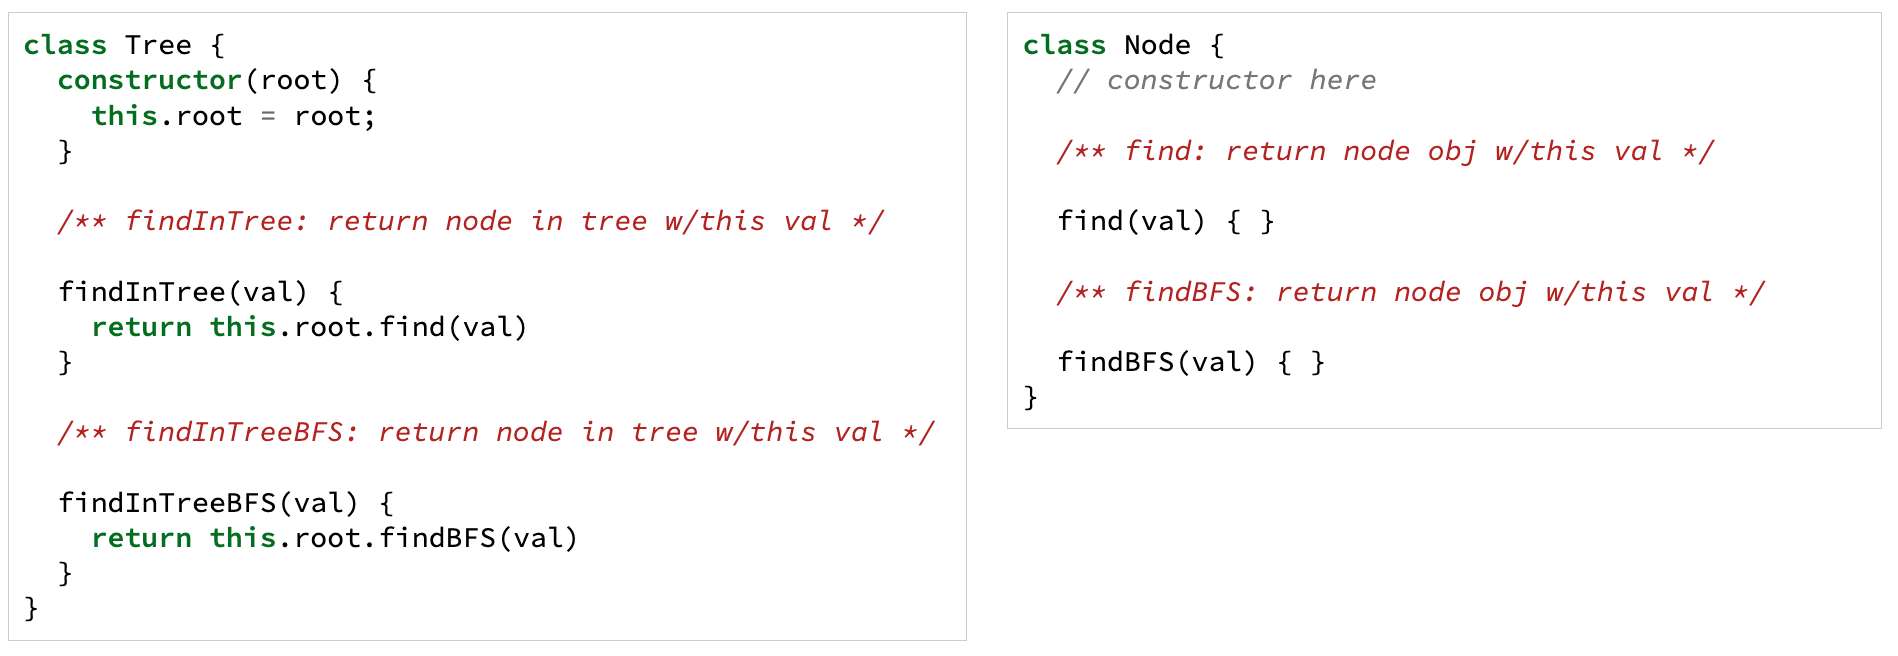 class Tree {
  constructor(root) {
    this.root = root;
  }
  /** findInTree: return node in tree w/this val */
  findInTree(val) {
    return this.root.find(val)
  }
  /** findInTreeBFS: return node in tree w/this val */
  findInTreeBFS(val) {
    return this.root.findBFS(val)
  }
}
class Node {
  // constructor here
  /** find: return node obj w/this val */
  find(val) { }
  /** findBFS: return node obj w/this val */
  findBFS(val) { }
}